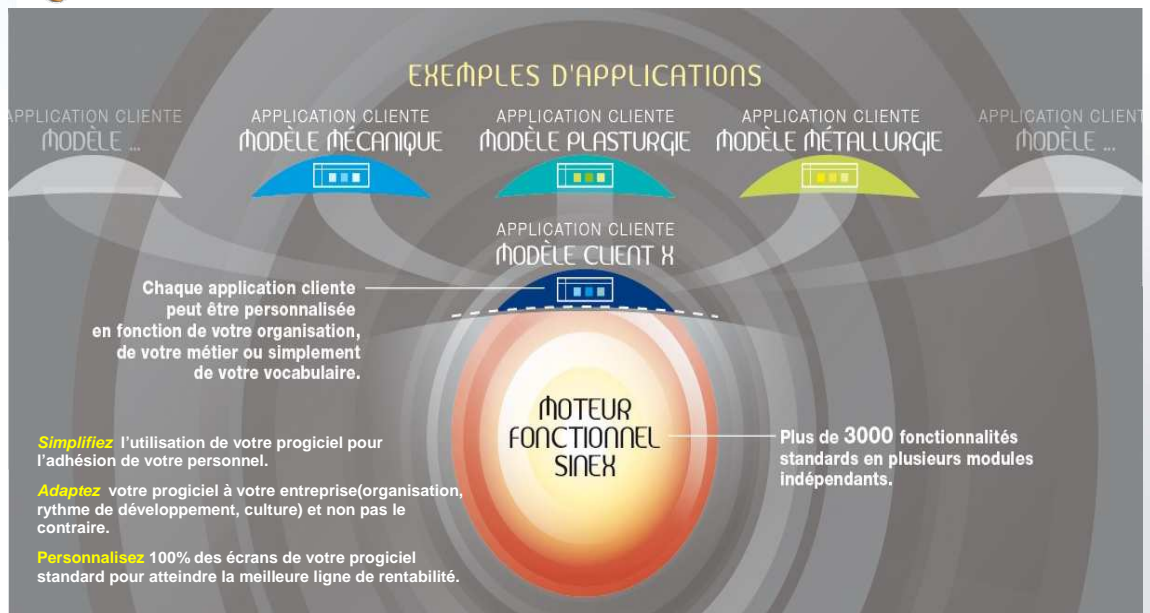 EXEMPLES D'APPLICATIONS
APPLICATION CLIENTE
MODÈLE ...
APPLICATION CLIENTE
MODÈLE MÉCANIQUE
APPLICATION CLIENTE
MODÈLE PLASTURGIE
APPLICATION CLIENTE
MODÈLE MÉTALLURGIE
APPLICATION CLIENT
MODÈLE ...
APPLICATION CLIENTE
MODÈLE CLIENT X
Chaque application cliente
peut être personnalisée
en fonction de votre organisation,
de votre métier ou simplement
de votre vocabulaire.
MOTEUR
FONCTIONNEL
SINEX
Plus de 3000 fonctionnalités
standards en plusieurs modules
indépendants.
Simplifiez l'utilisation de votre progiciel pour
l'adhésion de votre personnel.
Adaptez votre progiciel à votre entreprise(organisation,
rythme de développement, culture) et non pas le
contraire.
Personnalisez 100% des écrans de votre progiciel
standard pour atteindre la meilleure ligne de rentabilité.